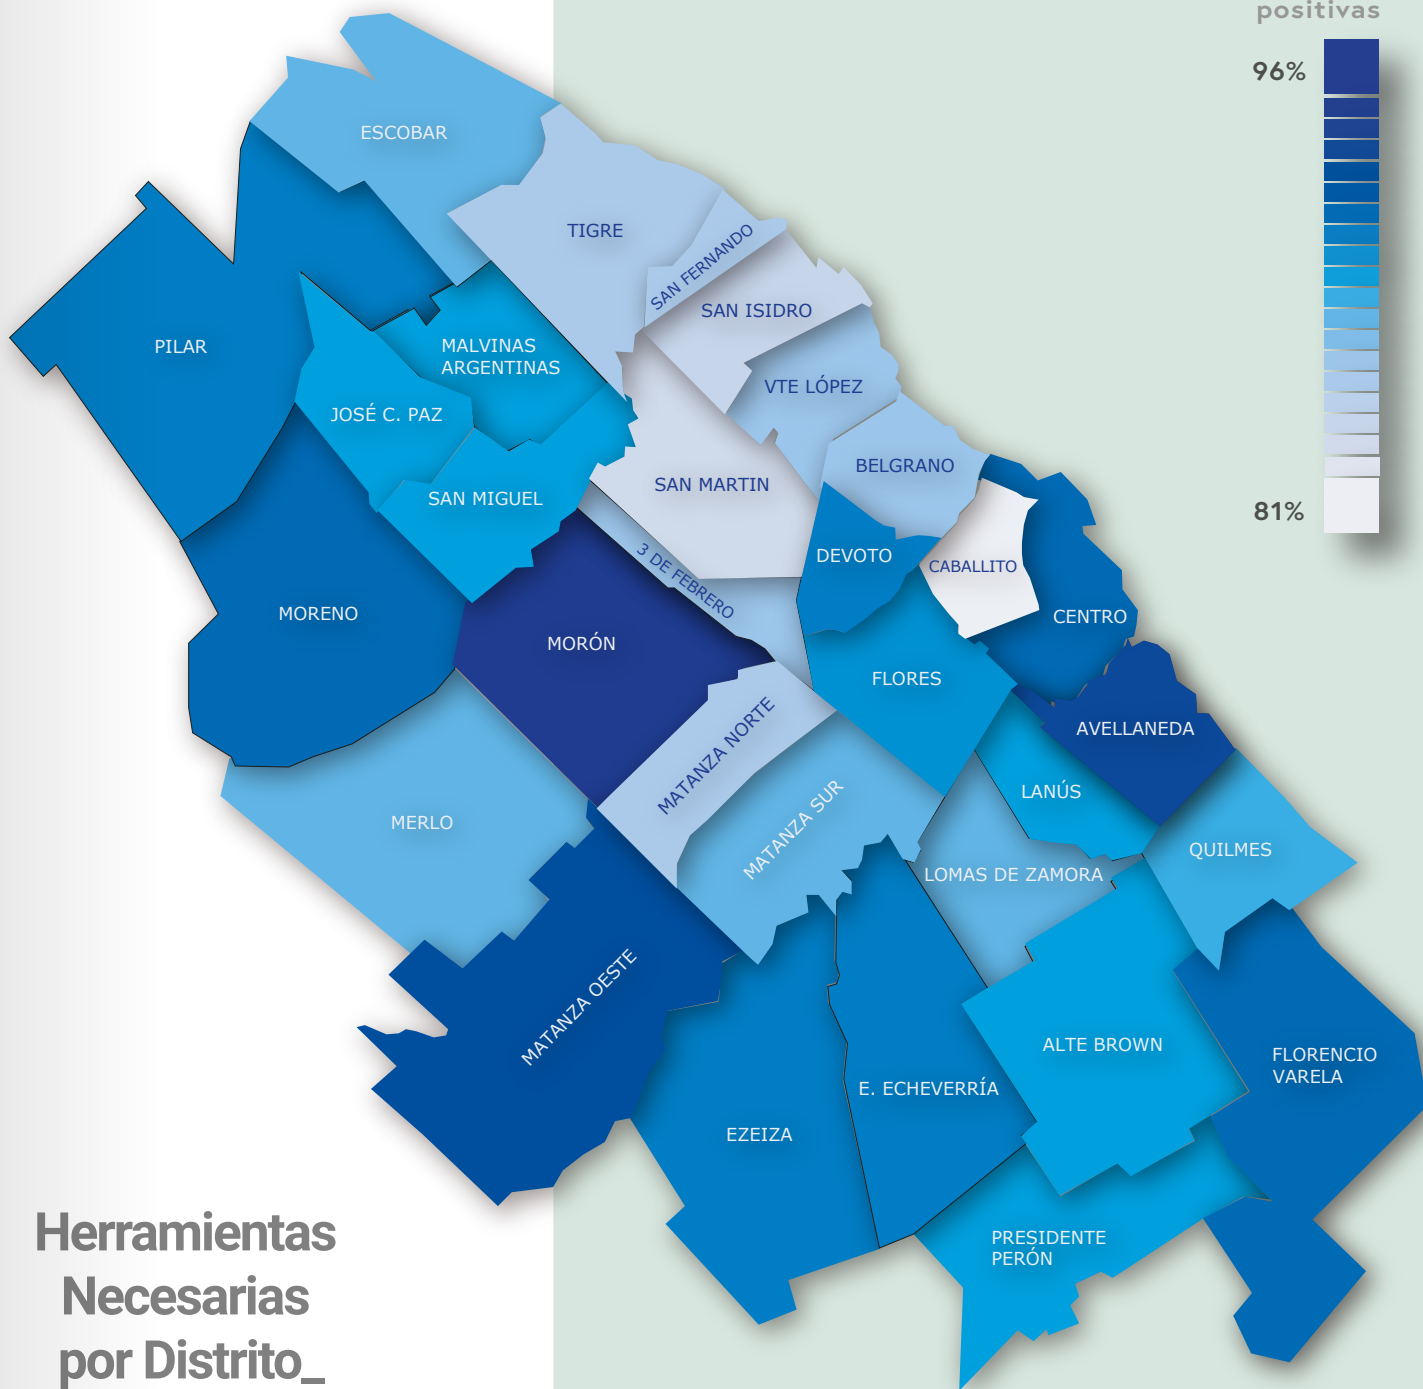 positivas
96%
81%
ESCOBAR
TIGRE
SAN FERNANDO
SAN ISIDRO
PILAR
MALVINAS
ARGENTINAS
VTE LÓPEZ
JOSÉ C. PAZ
BELGRANO
SAN MIGUEL
SAN MARTIN
3 DE FEBRERO
DEVOTO
CABALLITO
MORENO
CENTRO
MORÓN
FLORES
AVELLANEDA
MATANZA NORTE
LANÚS
MERLO
MATANZA SUR
QUILMES
LOMAS DE ZAMORA
MATANZA OESTE
ALTE BROWN
FLORENCIO
VARELA
E. ECHEVERRÍA
EZEIZA
PRESIDENTE
PERÓN
Herramientas
Necesarias
por Distrito_